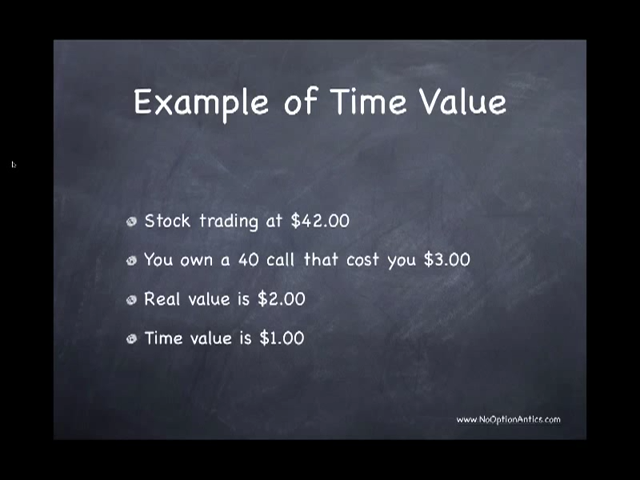 Example of Time Value
Stock trading at $42.00
You own a 40 call that cost you $3.00
Real value is $2.00
Time value is $1.00
www.NoOptionAntics.com